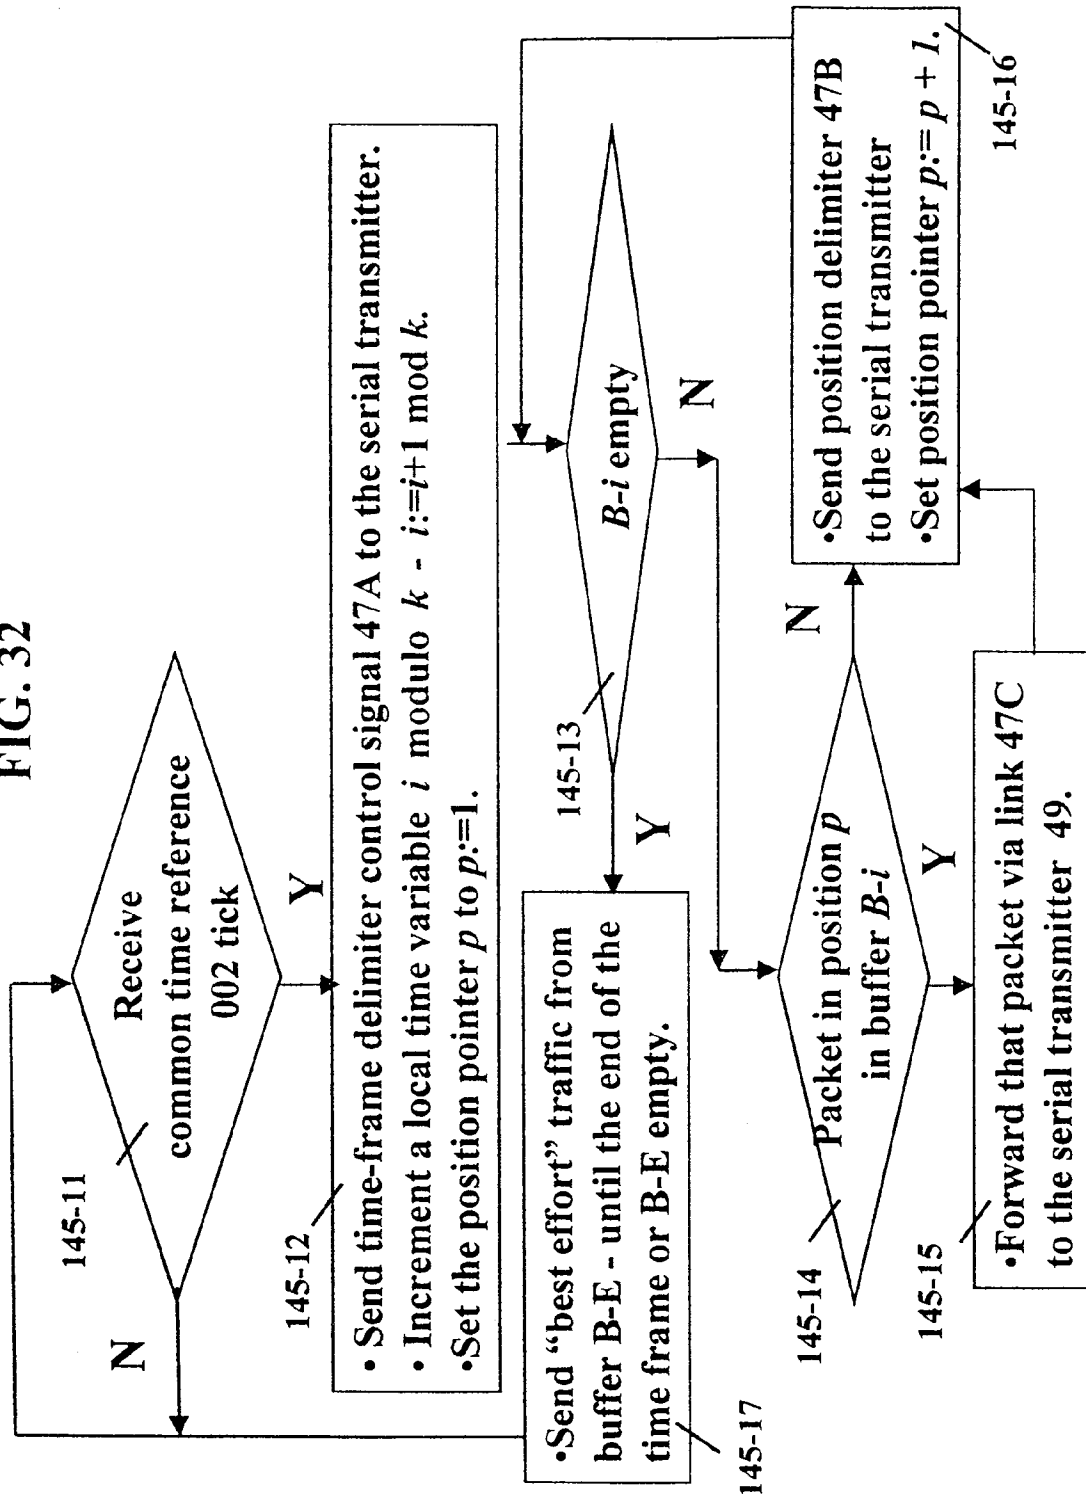 FIG. 32
Receive
common time reference
002 tick
145-11
N
Y
145-12
• Send time-frame delimiter control signal 47A to the serial transmitter.
• Increment a local time variable i modulo k - i:=i+1 mod k.
•Set the position pointer p to p:=1.
B-i empty
145-13
Y
N
•Send “best effort” traffic from
buffer B-E - until the end of the
time frame or B-E empty.
145-17
Packet in position p
in buffer B-i
145-14
N
Y
•Send position delimiter 47B
to the serial transmitter
•Set position pointer p:= p + 1.
145-16
145-15
•Forward that packet via link 47C
to the serial transmitter 49.